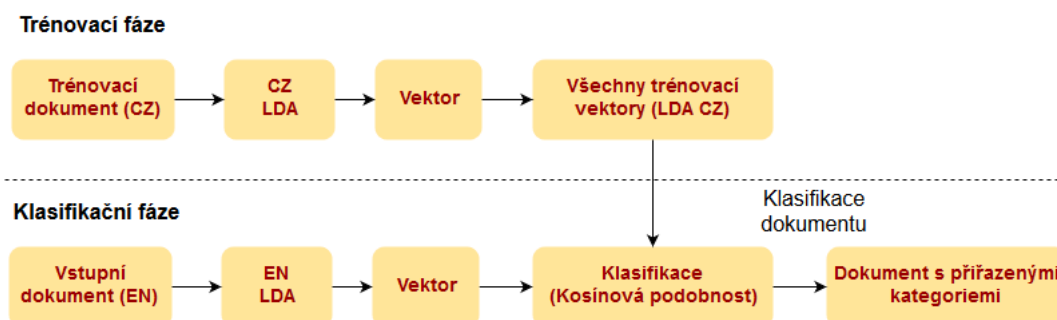 Trénovací fáze
Trénovací
dokument (CZ)
CZ
LDA
Vektor
Všechny trénovací
vektory (LDA CZ)
Klasifikace
dokumentu
Klasifikační fáze
Vstupní
dokument (EN)
EN
LDA
Vektor
Klasifikace
(Kosínová podobnost)
Dokument s přiřazenými
kategoriemi